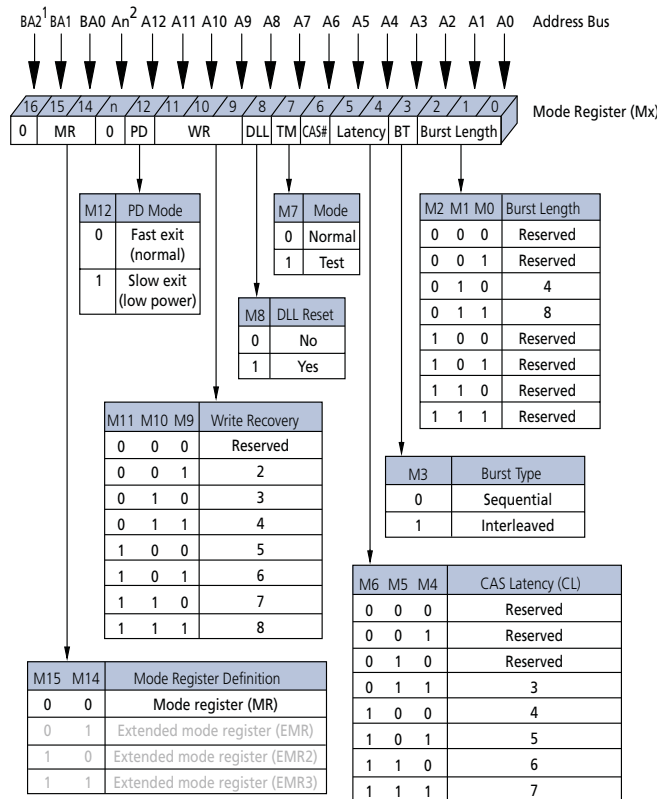 BA2¹ BA1 BA0 An² A12 A11 A10 A9 A8 A7 A6 A5 A4 A3 A2 A1 A0 Address Bus
16 15 14 n 12 11 10 9 8 7 6 5 4 3 2 1 0 Mode Register (Mx)
0 MR 0 PD WR DLL TM CAS# Latency BT Burst Length
M12 PD Mode
0 Fast exit
(normal)
1 Slow exit
(low power)
M7 Mode
0 Normal
1 Test
M2 M1 M0 Burst Length
0 0 0 Reserved
0 0 1 Reserved
0 1 0 4
0 1 1 8
1 0 0 Reserved
1 0 1 Reserved
1 1 0 Reserved
1 1 1 Reserved
M8 DLL Reset
0 No
1 Yes
M11 M10 M9 Write Recovery
0 0 0 Reserved
0 0 1 2
0 1 0 3
0 1 1 4
1 0 0 5
1 0 1 6
1 1 0 7
1 1 1 8
M3 Burst Type
0 Sequential
1 Interleaved
M6 M5 M4 CAS Latency (CL)
0 0 0 Reserved
0 0 1 Reserved
0 1 0 Reserved
0 1 1 3
1 0 0 4
1 0 1 5
1 1 0 6
1 1 1 7
M15 M14 Mode Register Definition
0 0 Mode register (MR)
0 1 Extended mode register (EMR)
1 0 Extended mode register (EMR2)
1 1 Extended mode register (EMR3)